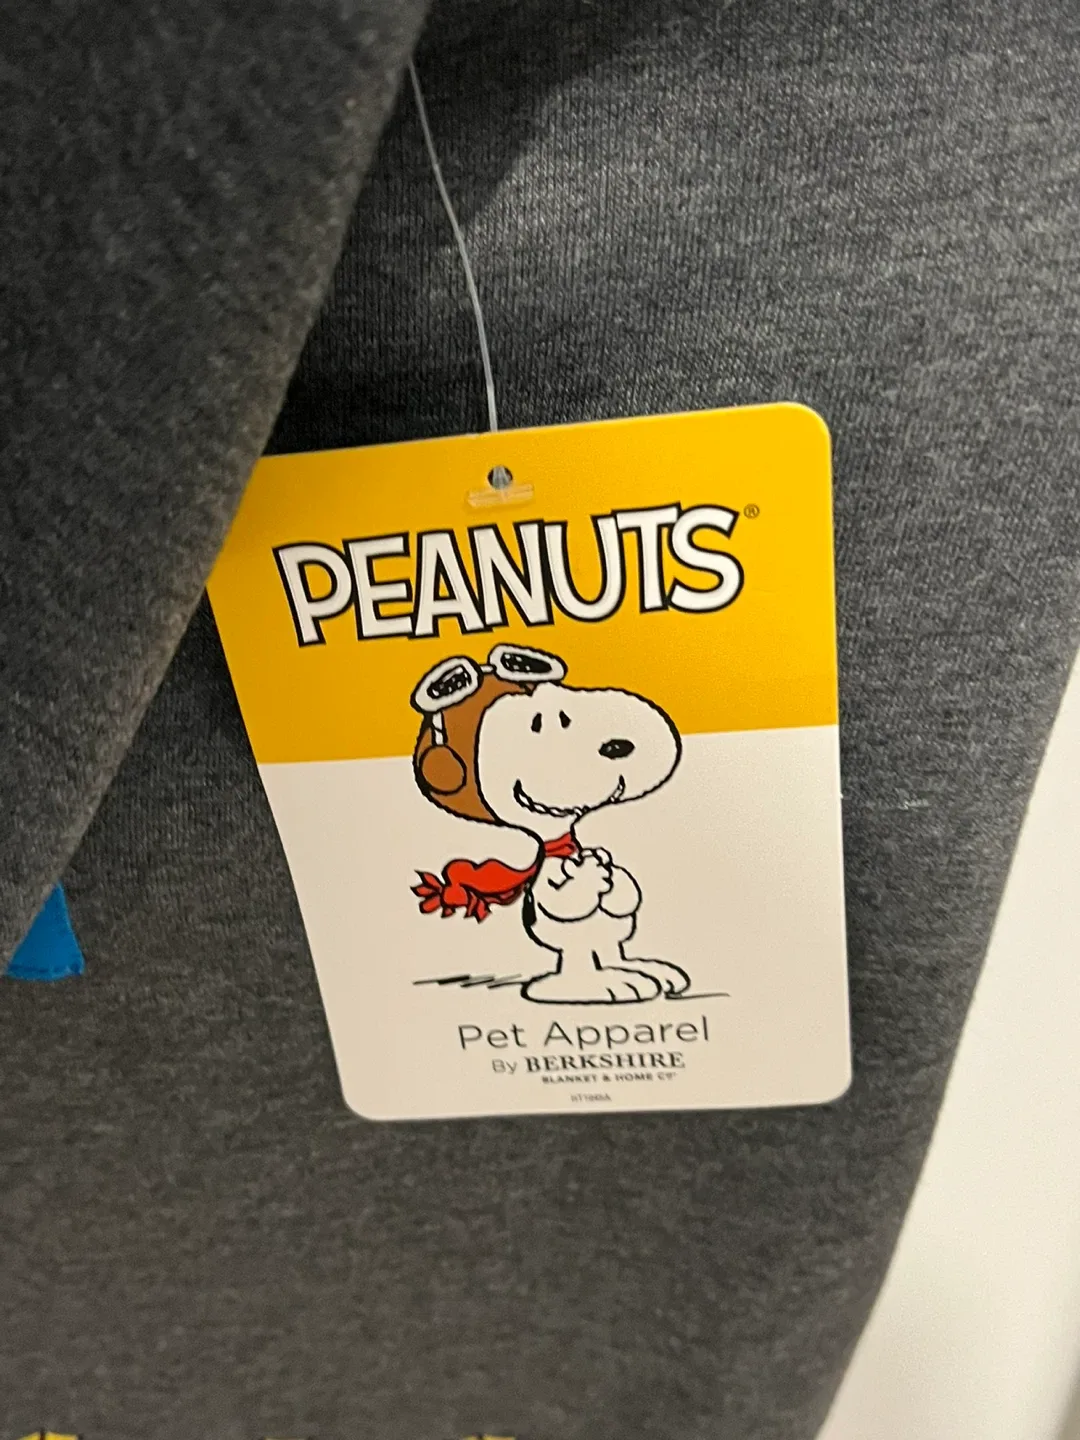 PEANUTS®
Pet Apparel
By BERKSHIRE
BLANKET & HOME CO®